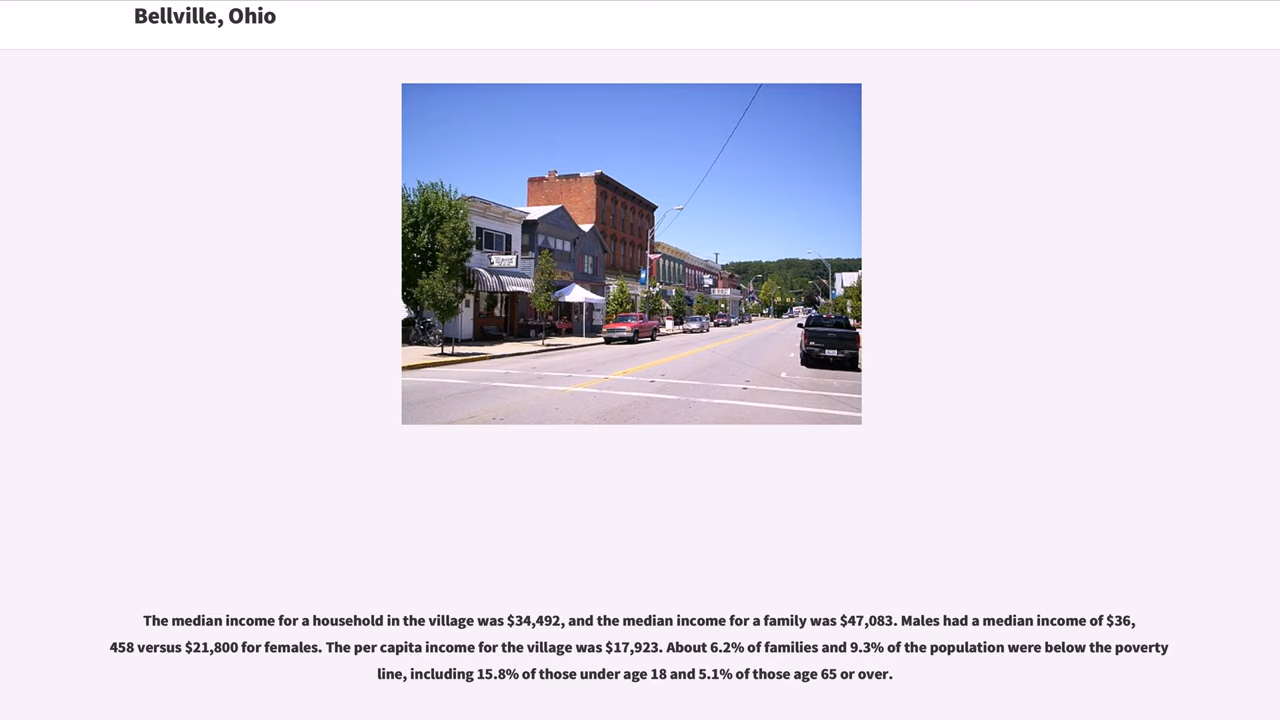 Bellville, Ohio
The median income for a household in the village was $34,492, and the median income for a family was $47,083. Males had a median income of $36,
458 versus $21,800 for females. The per capita income for the village was $17,923. About 6.2% of families and 9.3% of the population were below the poverty
line, including 15.8% of those under age 18 and 5.1% of those age 65 or over.